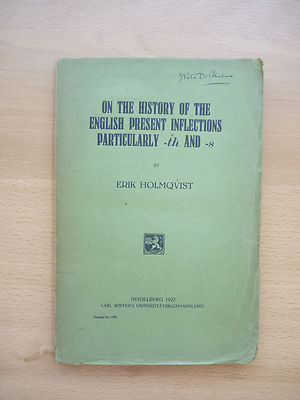 ON THE HISTORY OF THE
ENGLISH PRESENT INFLECTIONS
PARTICULARLY -th AND -s
BY
ERIK HOLMQVIST
HEIDELBERG 1922
CARL WINTER'S UNIVERSITÄTSBUCHHANDLUNG